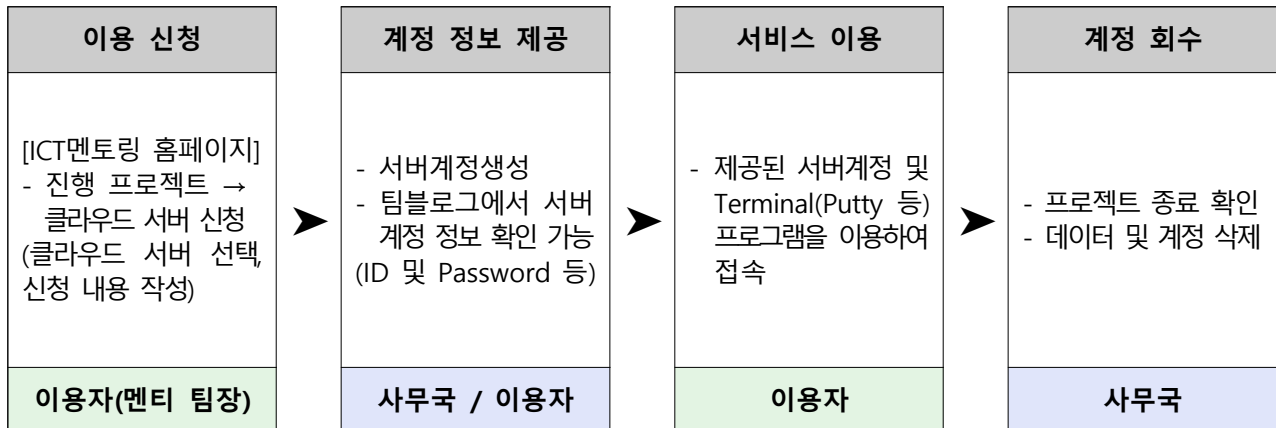 이용 신청
[ICT멘토링 홈페이지]
- 진행 프로젝트 →
클라우드 서버 신청
(클라우드 서버 선택,
신청 내용 작성)
이용자(멘티 팀장)
➤
계정 정보 제공
- 서버계정생성
- 팀블로그에서 서버
계정 정보 확인 가능
(ID 및 Password 등)
사무국 / 이용자
➤
서비스 이용
- 제공된 서버계정 및
Terminal(Putty 등)
프로그램을 이용하여
접속
이용자
➤
계정 회수
- 프로젝트 종료 확인
- 데이터 및 계정 삭제
사무국